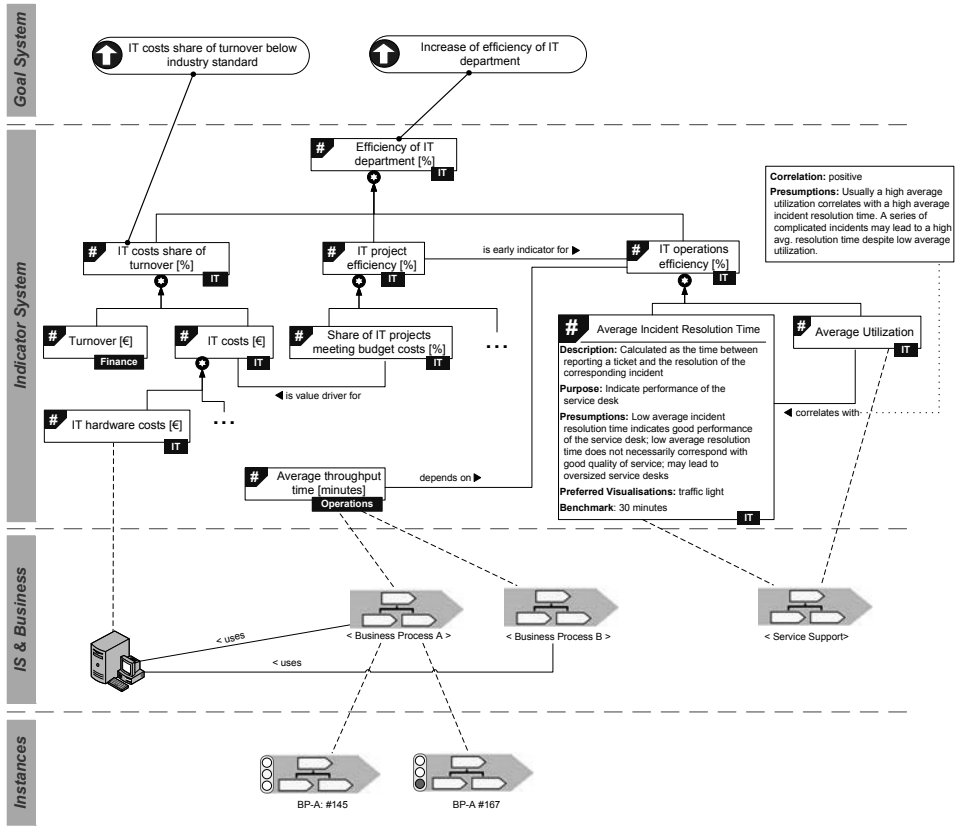 Goal System
IT costs share of turnover below
industry standard
Increase of efficiency of IT
department
Indicator System
#
Efficiency of IT
department [%]
IT
#
IT costs share of
turnover [%]
IT
#
IT project
efficiency [%]
IT
is early indicator for ▶
#
IT operations
efficiency [%]
IT
Correlation: positive
Presumptions: Usually a high average
utilization correlates with a high average
incident resolution time. A series of
complicated incidents may lead to a high
avg. resolution time despite low average
utilization.
#
Turnover [€]
Finance
#
IT costs [€]
IT
#
Share of IT projects
meeting budget costs [%]
IT
...
◀ is value driver for
#
IT hardware costs [€]
IT
...
#
Average Incident Resolution Time
Description: Calculated as the time between
reporting a ticket and the resolution of the
corresponding incident
Purpose: Indicate performance of the
service desk
Presumptions: Low average incident
resolution time indicates good performance
of the service desk; low average resolution
time does not necessarily correspond with
good quality of service; may lead to
oversized service desks
Preferred Visualisations: traffic light
Benchmark: 30 minutes
IT
#
Average Utilization
IT
◀ correlates with
#
Average throughput
time [minutes]
Operations
depends on ▶
IS & Business
< Business Process A >
< Business Process B >
< Service Support>
< uses
< uses
Instances
BP-A: #145
BP-A #167